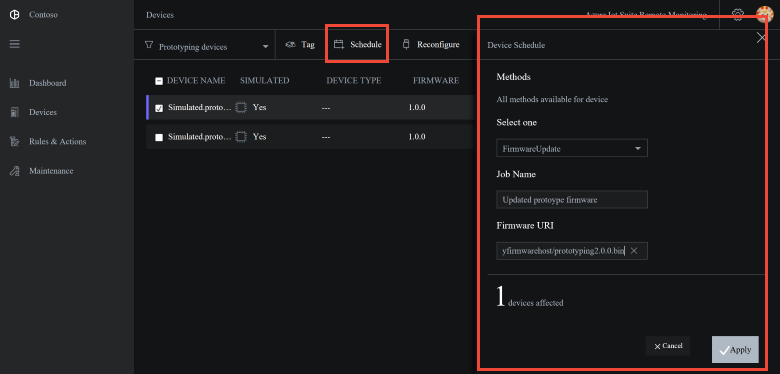 Contoso
Devices
Azure Iot Suite Remote Monitoring
Prototyping devices
Tag
Schedule
Reconfigure
Dashboard
Devices
Rules & Actions
Maintenance
DEVICE NAME SIMULATED DEVICE TYPE FIRMWARE
Simulated.proto... Yes --- 1.0.0
Simulated.proto... Yes --- 1.0.0
Device Schedule
Methods
All methods available for device
Select one
FirmwareUpdate
Job Name
Updated protoype firmware
Firmware URI
yfirmwarehost/prototyping2.0.0.bin
1 devices affected
Cancel
Apply